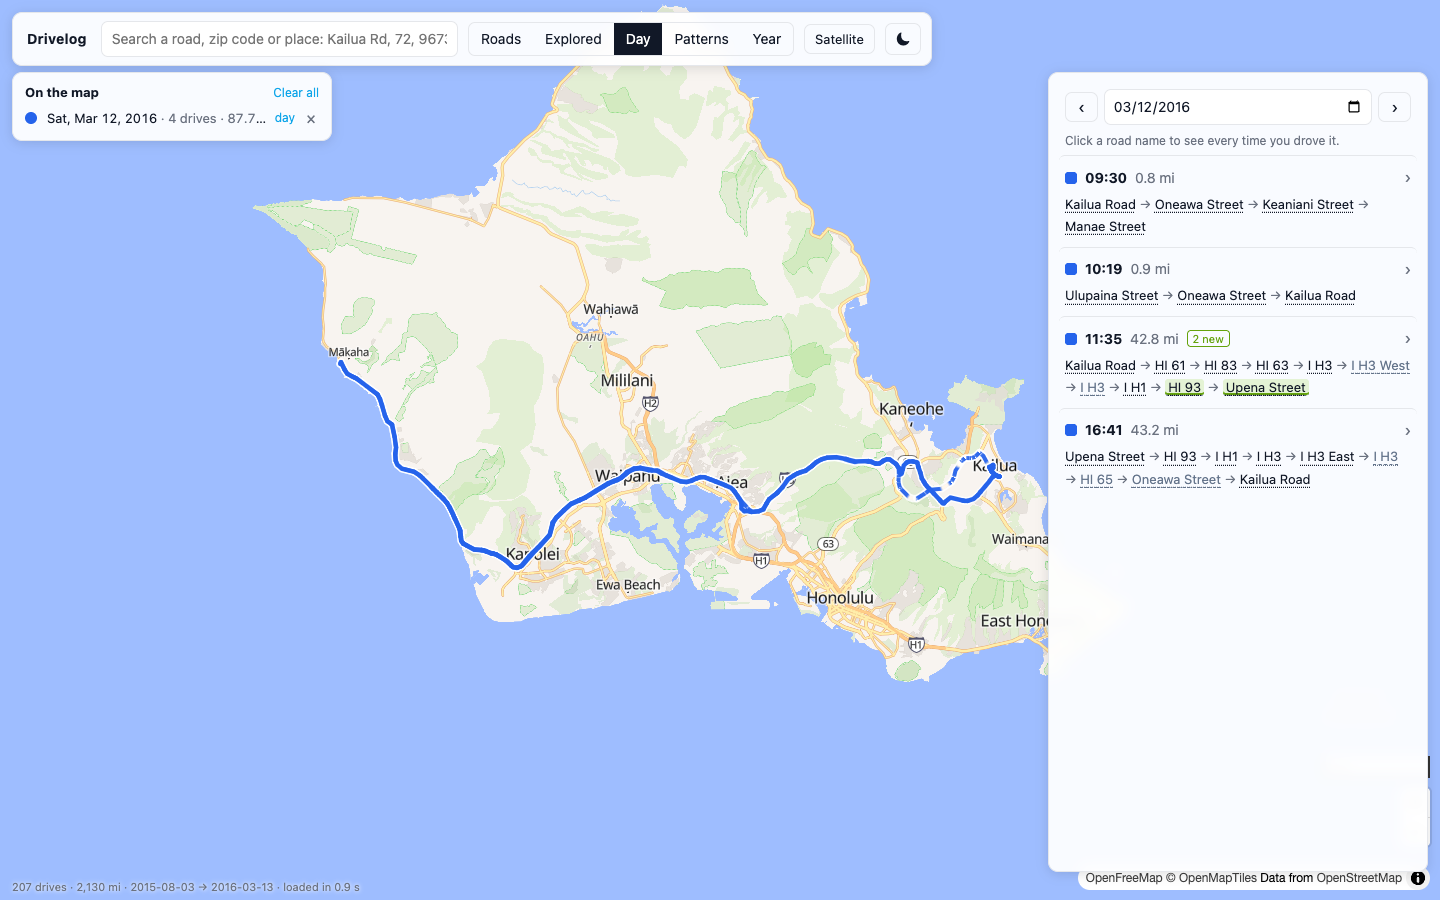 Drivelog
Search a road, zip code or place: Kailua Rd, 72, 967
Roads Explored Day Patterns Year
Satellite
On the map
Clear all
Sat, Mar 12, 2016 · 4 drives · 87.7... day ×
‹ 03/12/2016 ›
Click a road name to see every time you drove it.
09:30 0.8 mi ›
Kailua Road → Oneawa Street → Keaniani Street →
Manae Street
10:19 0.9 mi ›
Ulupaina Street → Oneawa Street → Kailua Road
11:35 42.8 mi 2 new ›
Kailua Road → HI 61 → HI 83 → HI 63 → I H3 → I H3 West
→ I H3 → I H1 → HI 93 → Upena Street
16:41 43.2 mi ›
Upena Street → HI 93 → I H1 → I H3 → I H3 East → I H3
→ HI 65 → Oneawa Street → Kailua Road
Wahiawā
OAHU
Mākaha
Mililani
H2
Kaneohe
Kailua
Waipahu
Aiea
Waimana
Kapolei
63
H1
Ewa Beach
Honolulu
East Hono
H1
207 drives · 2,130 mi · 2015-08-03 → 2016-03-13 · loaded in 0.9 s
OpenFreeMap © OpenMapTiles Data from OpenStreetMap